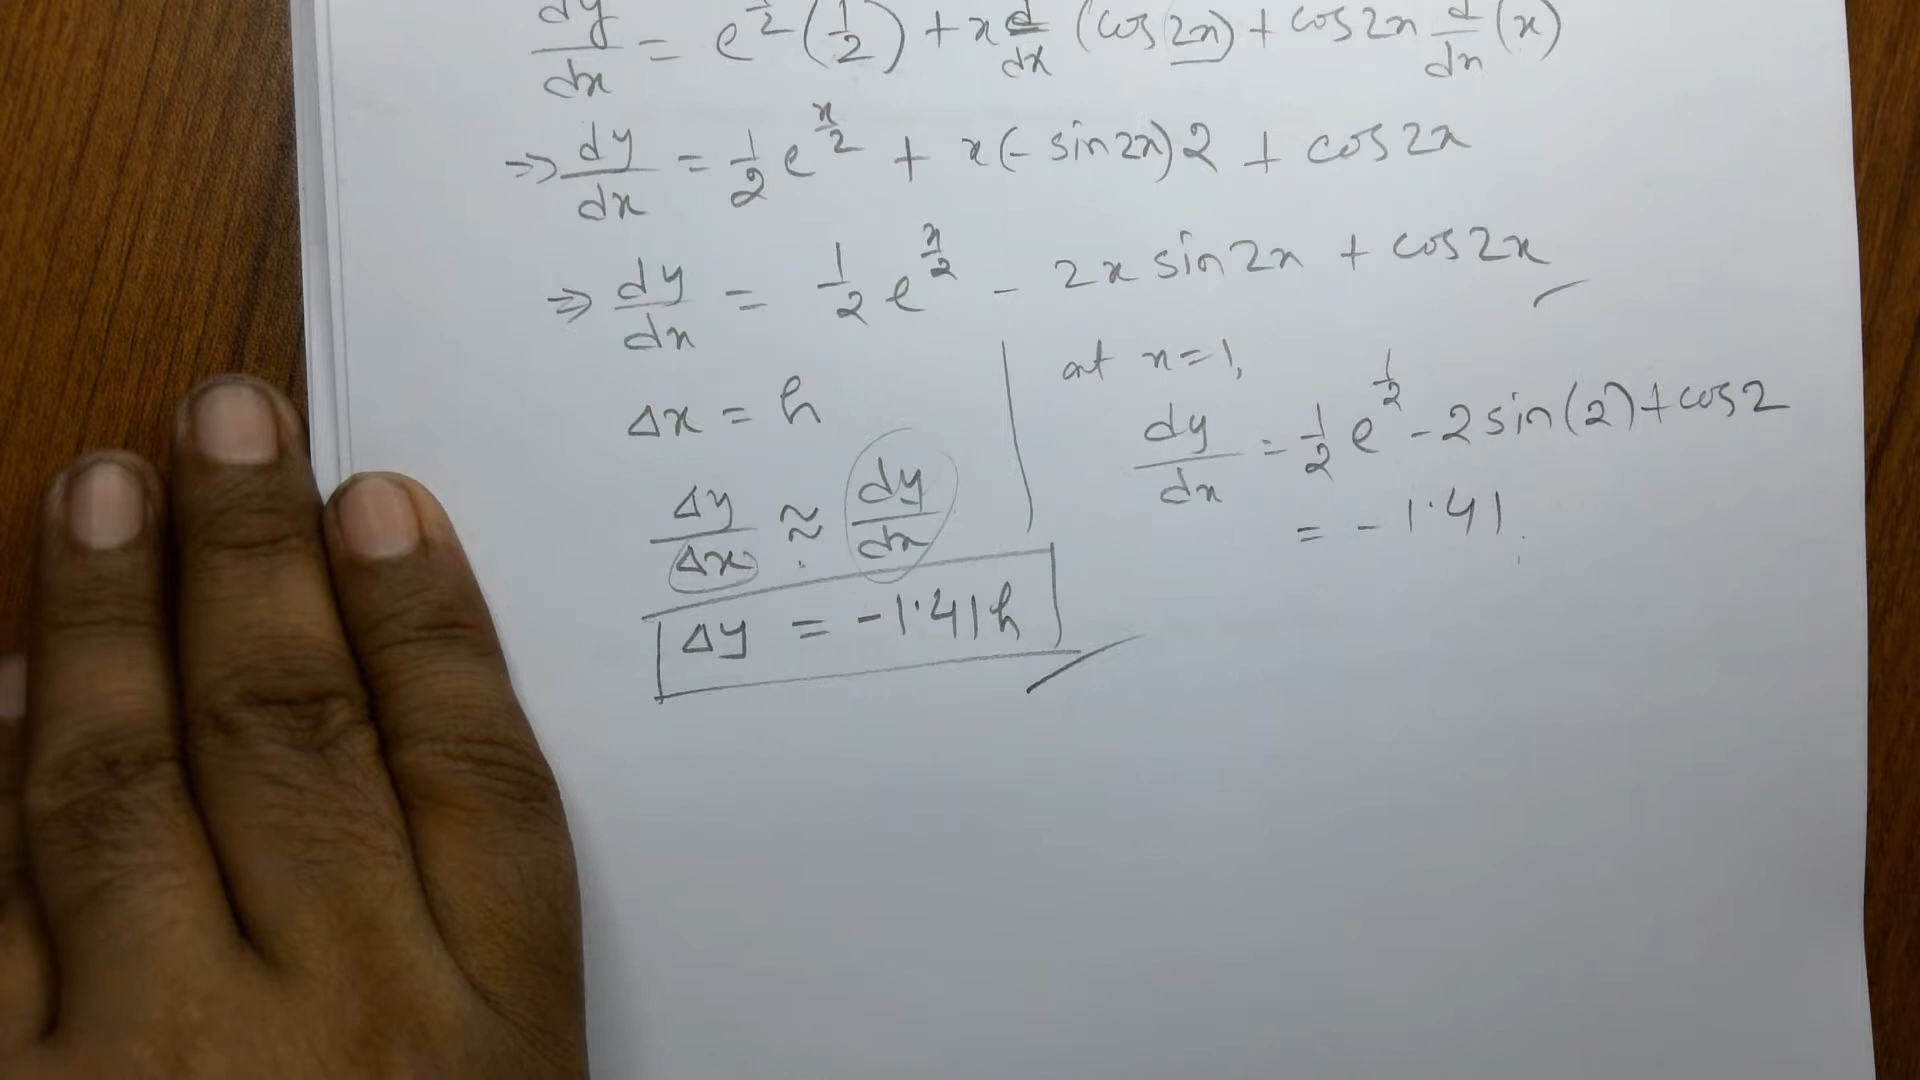 dy/dx = e^{x/2} (1/2) + x d/dx (cos 2x) + cos 2x d/dx (x)
⇒ dy/dx = 1/2 e^{x/2} + x(- sin 2x) 2 + cos 2x
⇒ dy/dx = 1/2 e^{x/2} - 2x sin 2x + cos 2x
Δx = h
Δy/Δx ≈ dy/dx
Δy = -1.41h
at x=1,
dy/dx = 1/2 e^{1/2} - 2 sin(2) + cos 2
= - 1.41